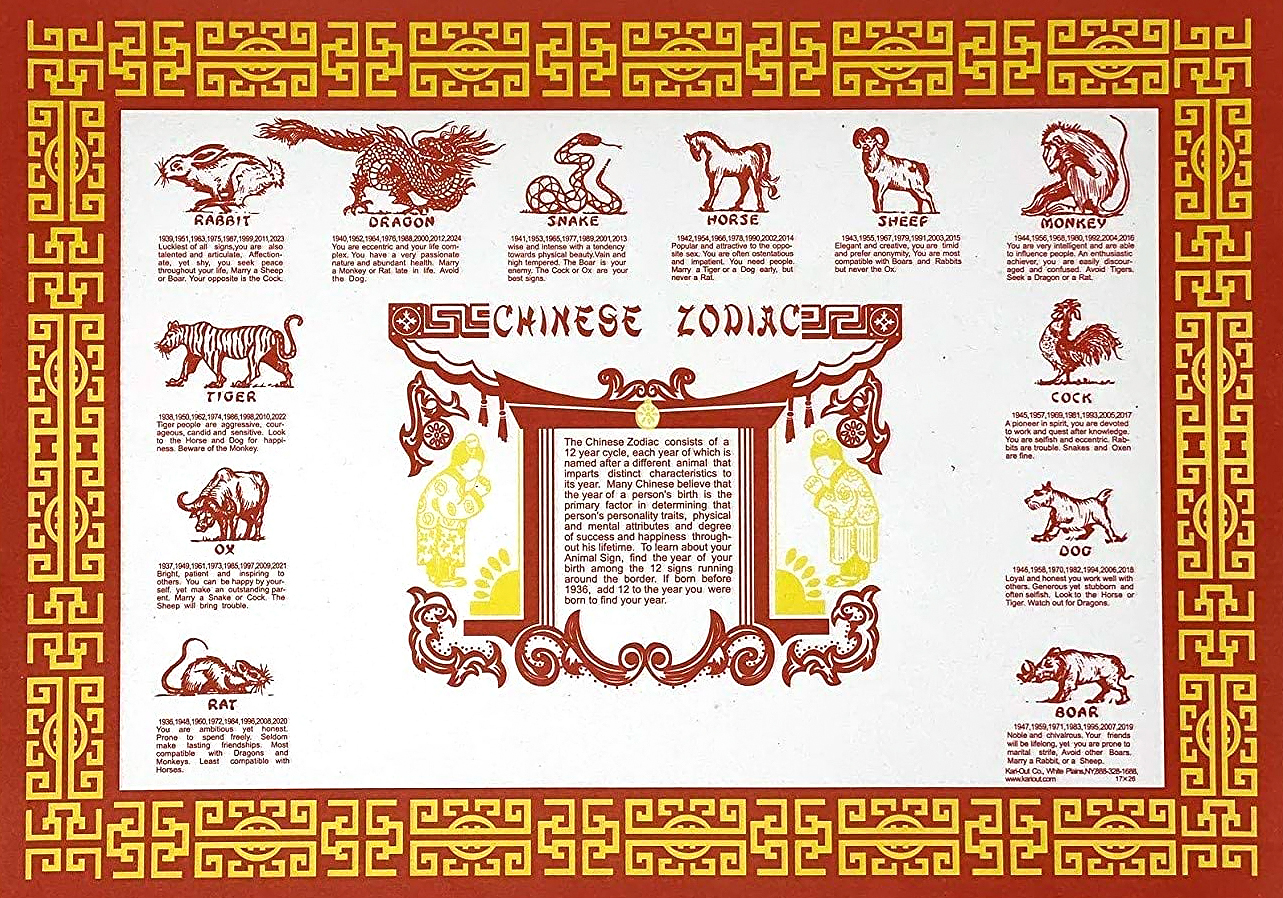 RABBIT
1939,1951,1963,1975,1987,1999,2011,2023
Luckiest of all signs,you are also
talented and articulate, Affection-
ate, yet shy, you seek peace
throughout your life, Marry a Sheep
or Boar. Your opposite is the Cock.
DRAGON
1940,1952,1964,1976,1988,2000,2012,2024
You are eccentric and your life com-
plex. You have a very passionate
nature and abundant health. Marry
a Monkey or Rat late in life. Avoid
the Dog.
SNAKE
1941,1953,1965,1977,1989,2001,2013
wise and intense with a tendency
towards physical beauty.Vain and
high tempered. The Boar is your
enemy. The Cock or Ox are your
best signs.
HORSE
1942,1954,1966,1978,1990,2002,2014
Popular and attractive to the oppo-
site sex. You are often ostentatious
and impatient. You need people.
Marry a Tiger or a Dog early, but
never a Rat.
SHEEP
1943,1955,1967,1979,1991,2003,2015
Elegant and creative, you are timid
and prefer anonymity, You are most
compatible with Boars and Rabbits
but never the Ox.
MONKEY
1944,1956,1968,1980,1992,2004,2016
You are very intelligent and are able
to influence people. An enthusiastic
achiever, you are easily discour-
aged and confused. Avoid Tigers.
Seek a Dragon or a Rat.
CHINESE ZODIAC
TIGER
1938,1950,1962,1974,1986,1998,2010,2022
Tiger people are aggressive, cour-
ageous, candid and sensitive. Look
to the Horse and Dog for happi-
ness. Beware of the Monkey.
COCK
1945,1957,1969,1981,1993,2005,2017
A pioneer in spirit, you are devoted
to work and quest after knowledge.
You are selfish and eccentric. Rab-
bits are trouble. Snakes and Oxen
are fine.
The Chinese Zodiac consists of a
12 year cycle, each year of which is
named after a different animal that
imparts distinct characteristics to
its year. Many Chinese believe that
the year of a person's birth is the
primary factor in determining that
person's personality traits, physical
and mental attributes and degree
of success and happiness through-
out his lifetime. To learn about your
Animal Sign, find the year of your
birth among the 12 signs running
around the border. If born before
1936, add 12 to the year you were
born to find your year.
OX
1937,1949,1961,1973,1985,1997,2009,2021
Bright, patient and inspiring to
others. You can be happy by your-
self, yet make an outstanding par-
ent. Marry a Snake or Cock. The
Sheep will bring trouble.
DOG
1946,1958,1970,1982,1994,2006,2018
Loyal and honest you work well with
others. Generous yet stubborn and
often selfish, Look to the Horse or
Tiger. Watch out for Dragons.
RAT
1936,1948,1960,1972,1984,1996,2008,2020
You are ambitious yet honest.
Prone to spend freely. Seldom
make lasting friendships. Most
compatible with Dragons and
Monkeys. Least compatible with
Horses.
BOAR
1947,1959,1971,1983,1995,2007,2019
Noble and chivalrous. Your friends
will be lifelong, yet you are prone to
marital strife, Avoid other Boars.
Marry a Rabbit, or a Sheep.
Kari-Out Co., White Plains,NY,888-328-1688,
www.kariout.com 17×26